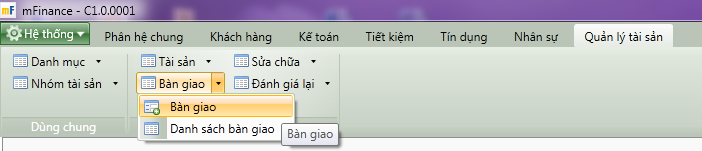 mF mFinance - C1.0.0001
Hệ thống Phân hệ chung Khách hàng Kế toán Tiết kiệm Tín dụng Nhân sự Quản lý tài sản
Danh mục Tài sản Sửa chữa
Nhóm tài sản Bàn giao Đánh giá lại
Bàn giao
Dùng chung Danh sách bàn giao
Bàn giao